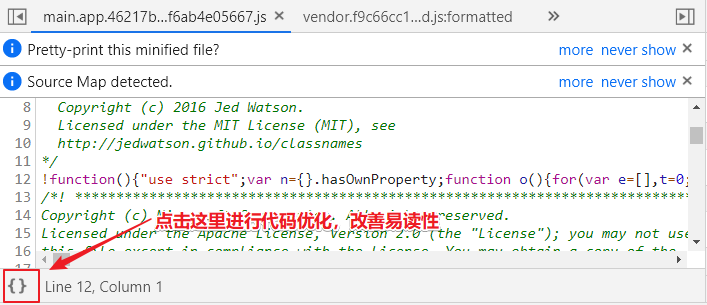 main.app.46217b...f6ab4e05667.js
vendor.f9c66cc1...d.js:formatted
Pretty-print this minified file?
more never show
Source Map detected.
more never show
8 Copyright (c) 2016 Jed Watson.
9 Licensed under the MIT License (MIT), see
10 http://jedwatson.github.io/classnames
11 */
12 !function(){"use strict";var n={}.hasOwnProperty;function o(){for(var e=[],t=0;
13 /*! *****************************************************************************
14 Copyright (c) reserved.
点击这里进行代码优化，改善易读性
15 Licensed under the Apache License, Version 2.0 (the "License"); you may not use
16 this file except in compliance with the License. You may obtain a copy of the
17
{} Line 12, Column 1